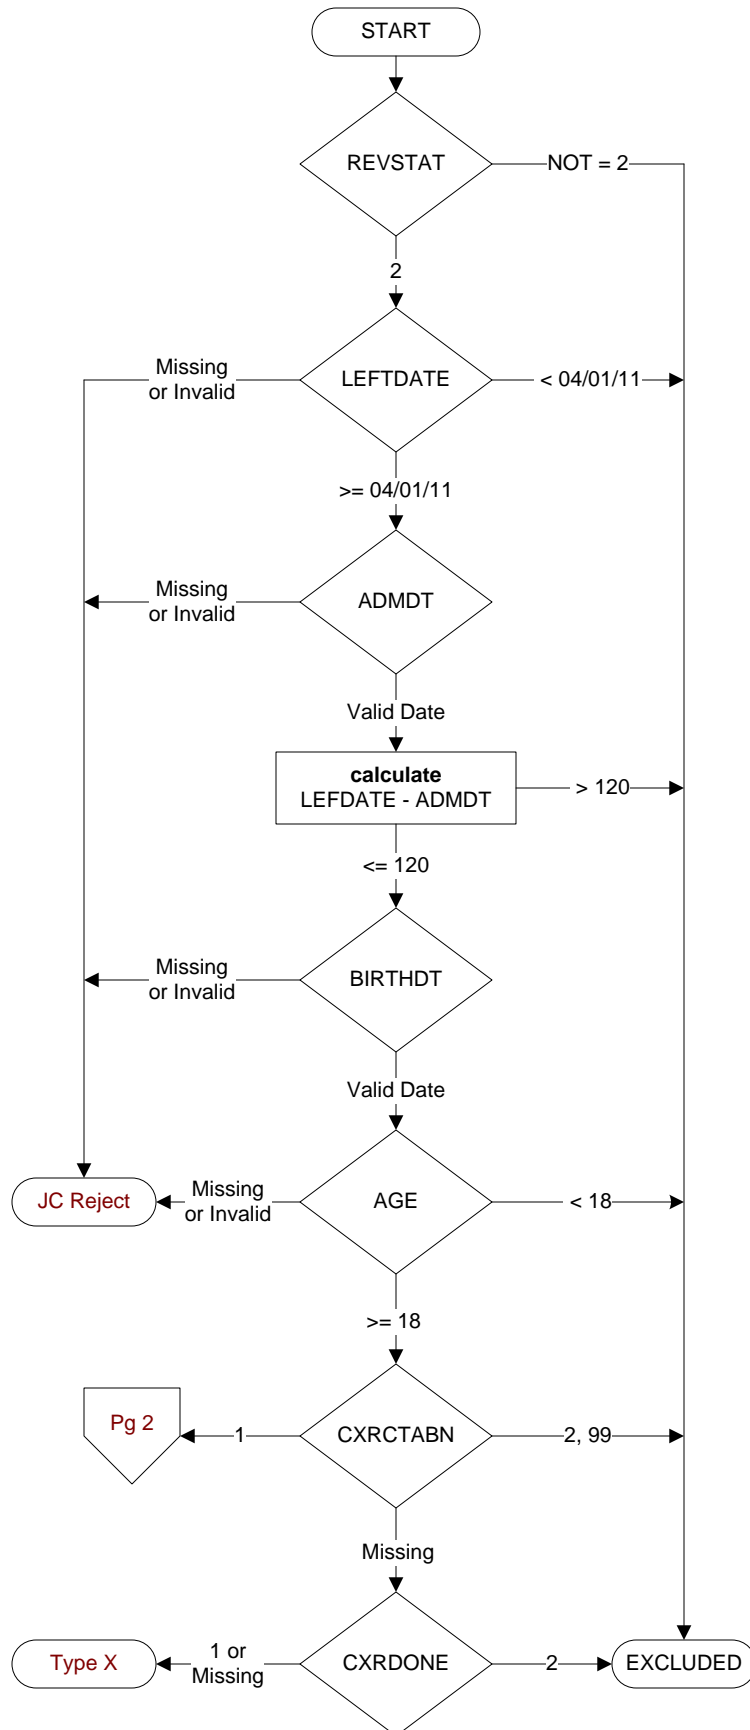 START
REVSTAT
NOT = 2
2
Missing
or Invalid
LEFTDATE
< 04/01/11
>= 04/01/11
Missing
or Invalid
ADMDT
Valid Date
calculate
LEFDATE - ADMDT
> 120
<= 120
Missing
or Invalid
BIRTHDT
Valid Date
JC Reject
Missing
or Invalid
AGE
< 18
>= 18
Pg 2
1
CXRCTABN
2, 99
Missing
Type X
1 or
Missing
CXRDONE
2
EXCLUDED